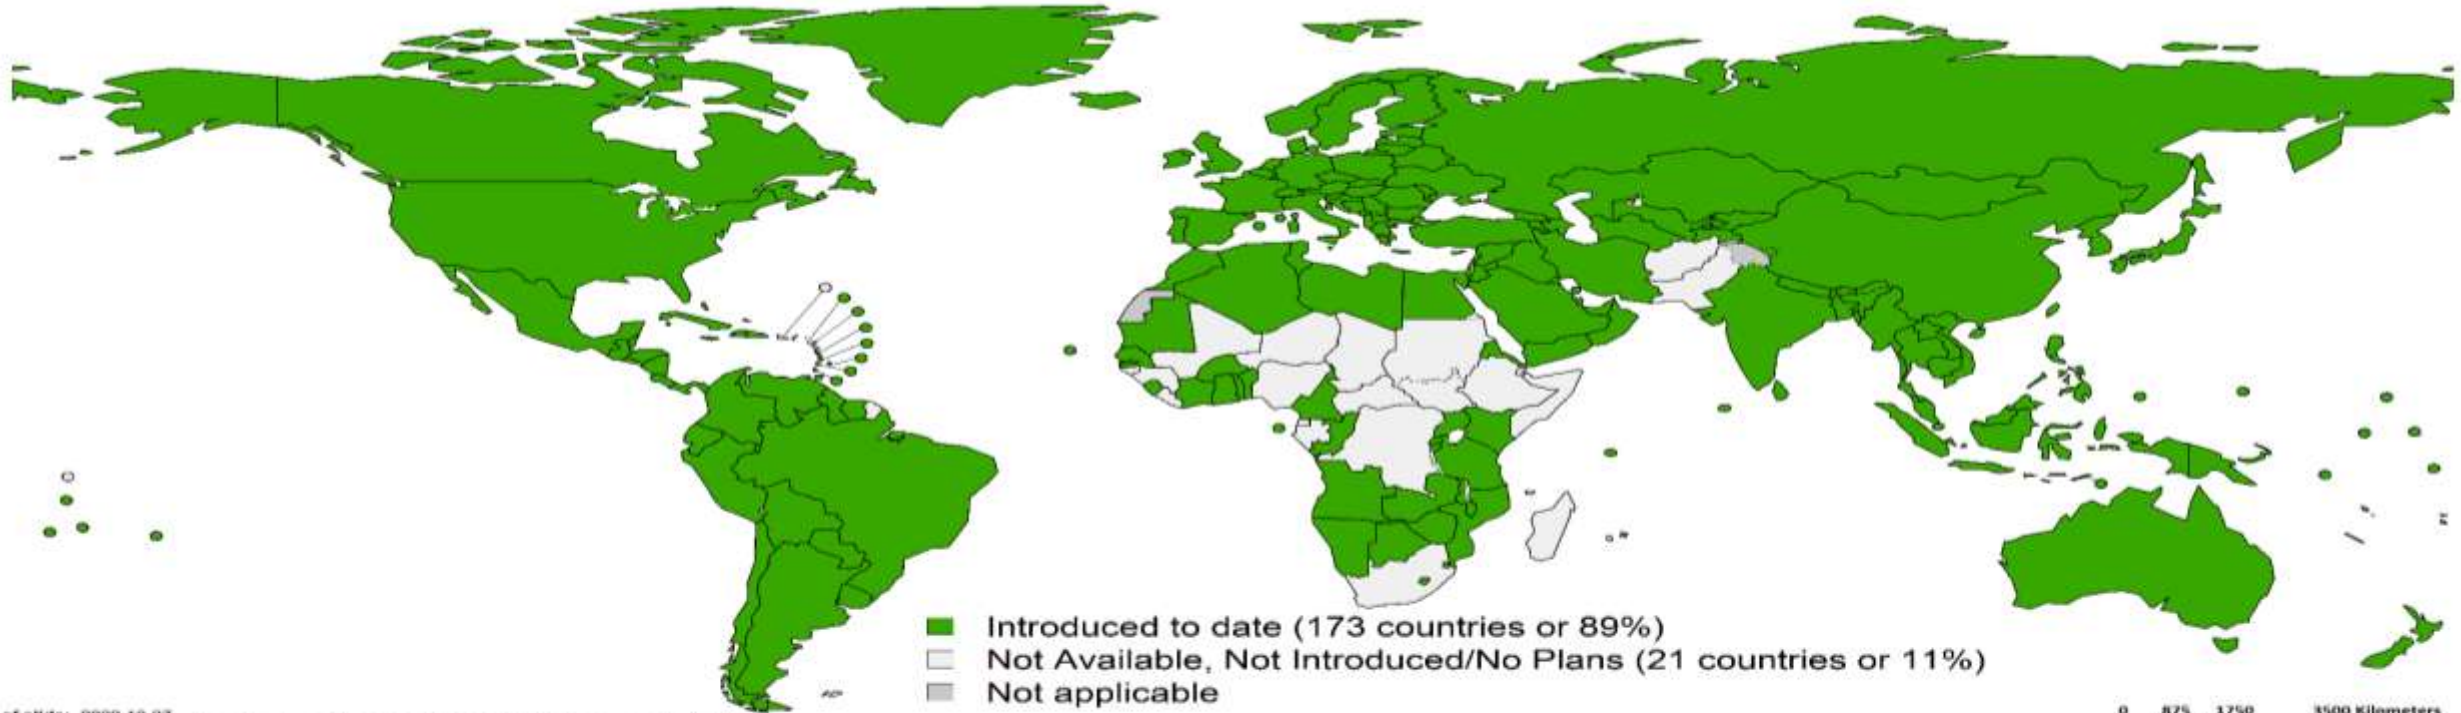 Introduced to date (173 countries or 89%)
Not Available, Not Introduced/No Plans (21 countries or 11%)
Not applicable
0 875 1750 3500 Kilometers